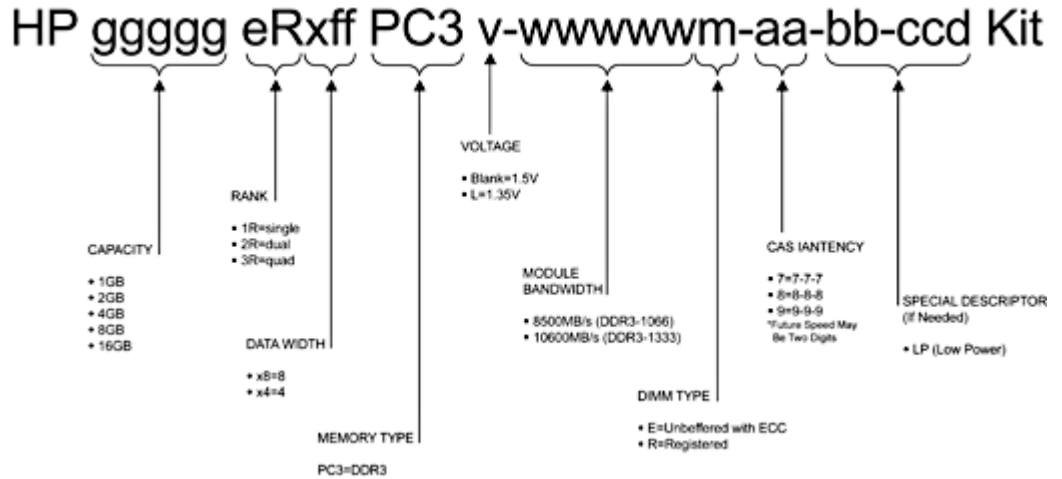 HP ggggg eRxff PC3 v-wwwwwm-aa-bb-ccd Kit
VOLTAGE
▪ Blank=1.5V
▪ L=1.35V
RANK
▪ 1R=single
▪ 2R=dual
▪ 3R=quad
CAPACITY
• 1GB
• 2GB
• 4GB
• 8GB
• 16GB
CAS IANTENCY
▪ 7=7-7-7
▪ 8=8-8-8
▪ 9=9-9-9
*Future Speed May
Be Two Digits
MODULE
BANDWIDTH
▪ 8500MB/s (DDR3-1066)
▪ 10600MB/s (DDR3-1333)
SPECIAL DESCRIPTOR
(If Needed)
• LP (Low Power)
DATA WIDTH
• x8=8
• x4=4
DIMM TYPE
• E=Unbeffered with ECC
• R=Registered
MEMORY TYPE
PC3=DDR3